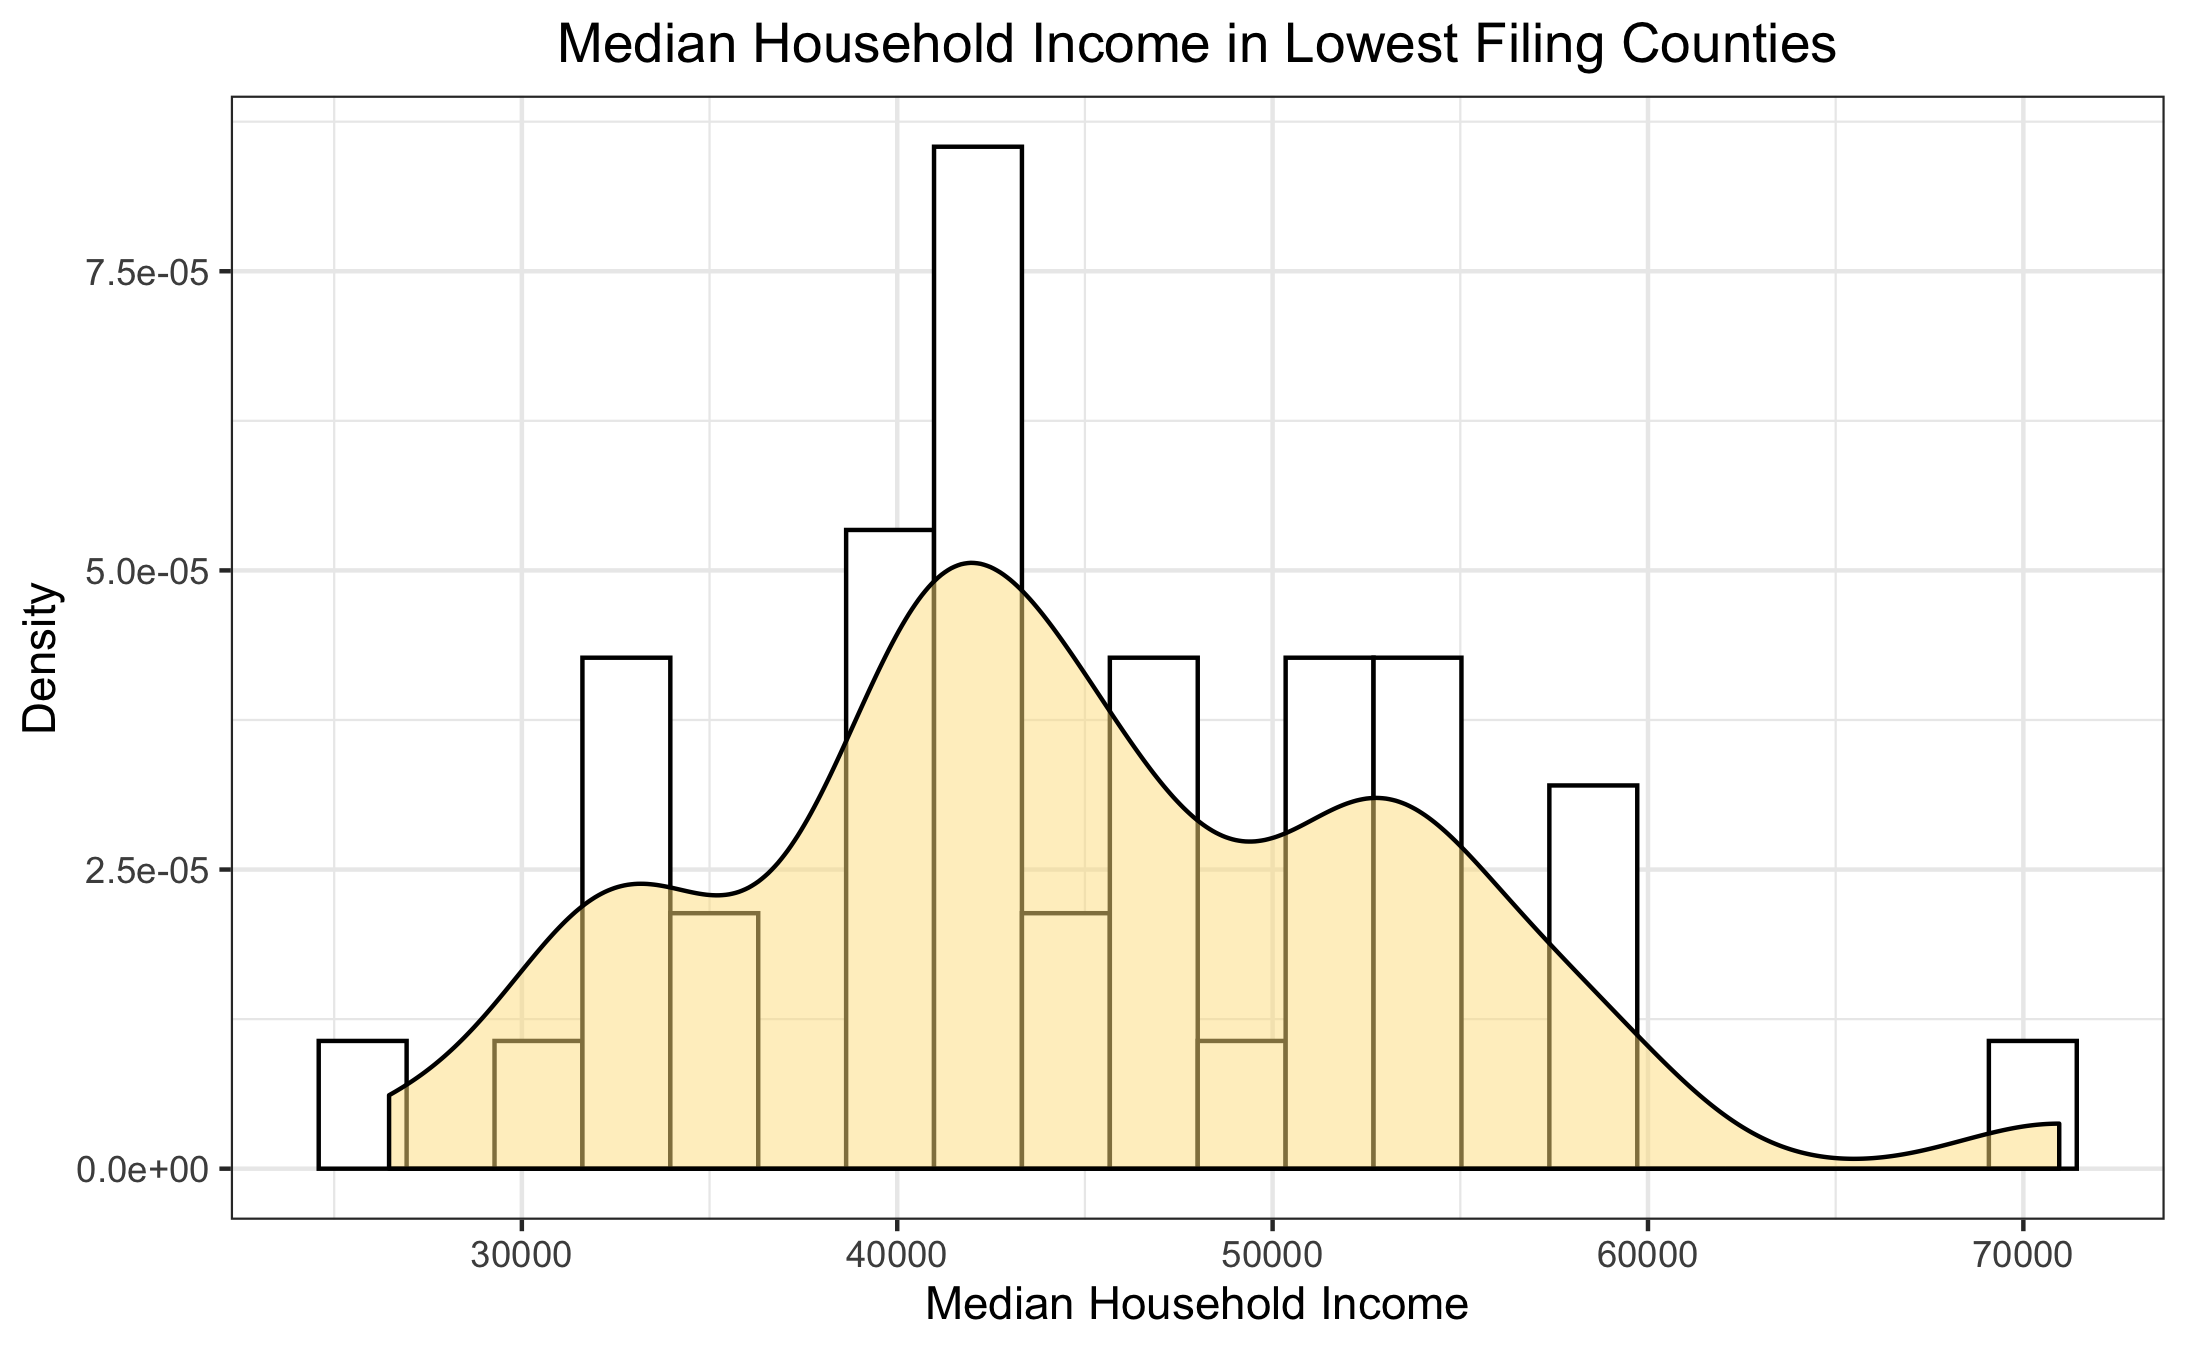 Median Household Income in Lowest Filing Counties
Density
7.5e-05
5.0e-05
2.5e-05
0.0e+00
30000 40000 50000 60000 70000
Median Household Income